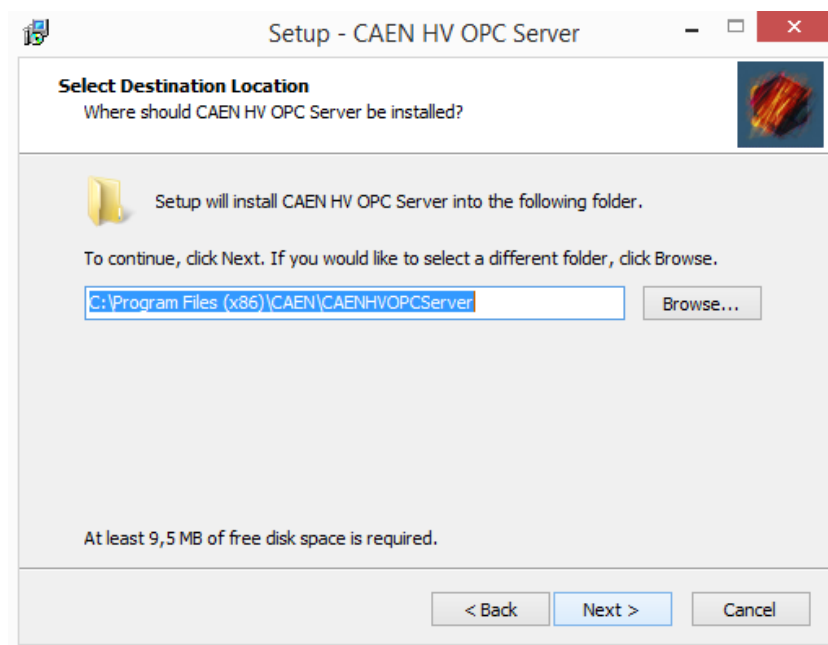 Setup - CAEN HV OPC Server
Select Destination Location
Where should CAEN HV OPC Server be installed?
Setup will install CAEN HV OPC Server into the following folder.
To continue, click Next. If you would like to select a different folder, click Browse.
C:\Program Files (x86)\CAEN\CAENHVOPCServer
Browse...
At least 9,5 MB of free disk space is required.
< Back
Next >
Cancel